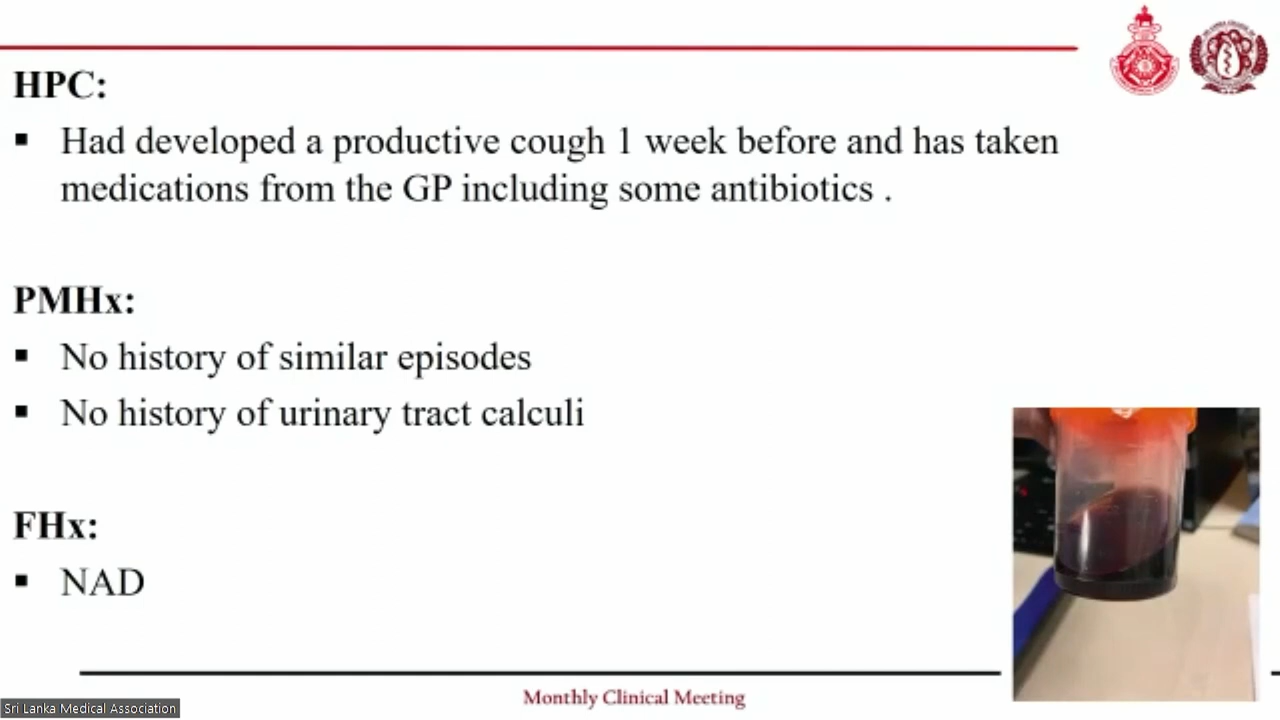 HPC:
▪ Had developed a productive cough 1 week before and has taken
medications from the GP including some antibiotics .
PMHx:
▪ No history of similar episodes
▪ No history of urinary tract calculi
FHx:
▪ NAD
Monthly Clinical Meeting
Sri Lanka Medical Association